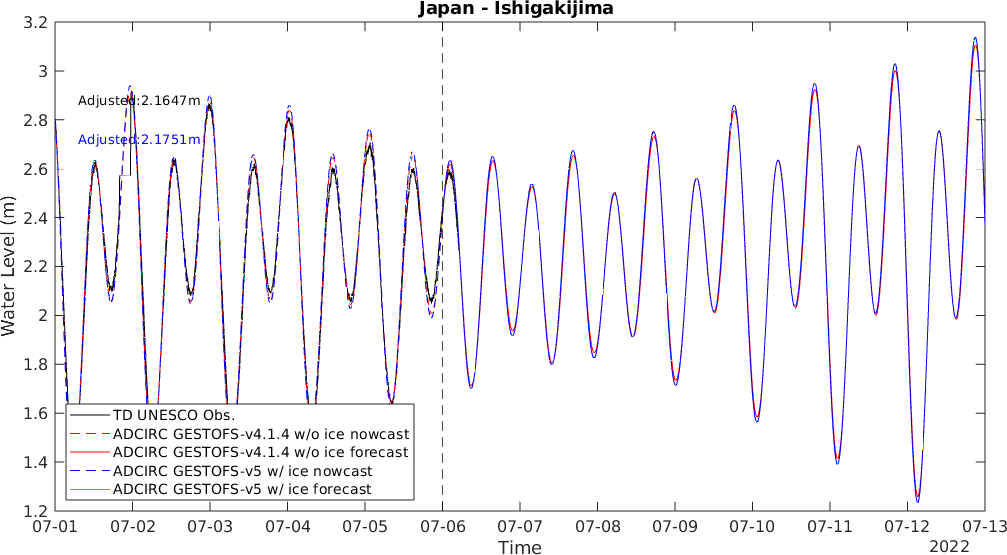 Japan - Ishigakijima
3.2
3
2.8
2.6
2.4
2.2
2
1.8
1.6
1.4
1.2
Water Level (m)
Adjusted:2.1647m
Adjusted:2.1751m
TD UNESCO Obs.
ADCIRC GESTOFS-v4.1.4 w/o ice nowcast
ADCIRC GESTOFS-v4.1.4 w/o ice forecast
ADCIRC GESTOFS-v5 w/ ice nowcast
ADCIRC GESTOFS-v5 w/ ice forecast
07-01 07-02 07-03 07-04 07-05 07-06 07-07 07-08 07-09 07-10 07-11 07-12 07-13
Time
2022